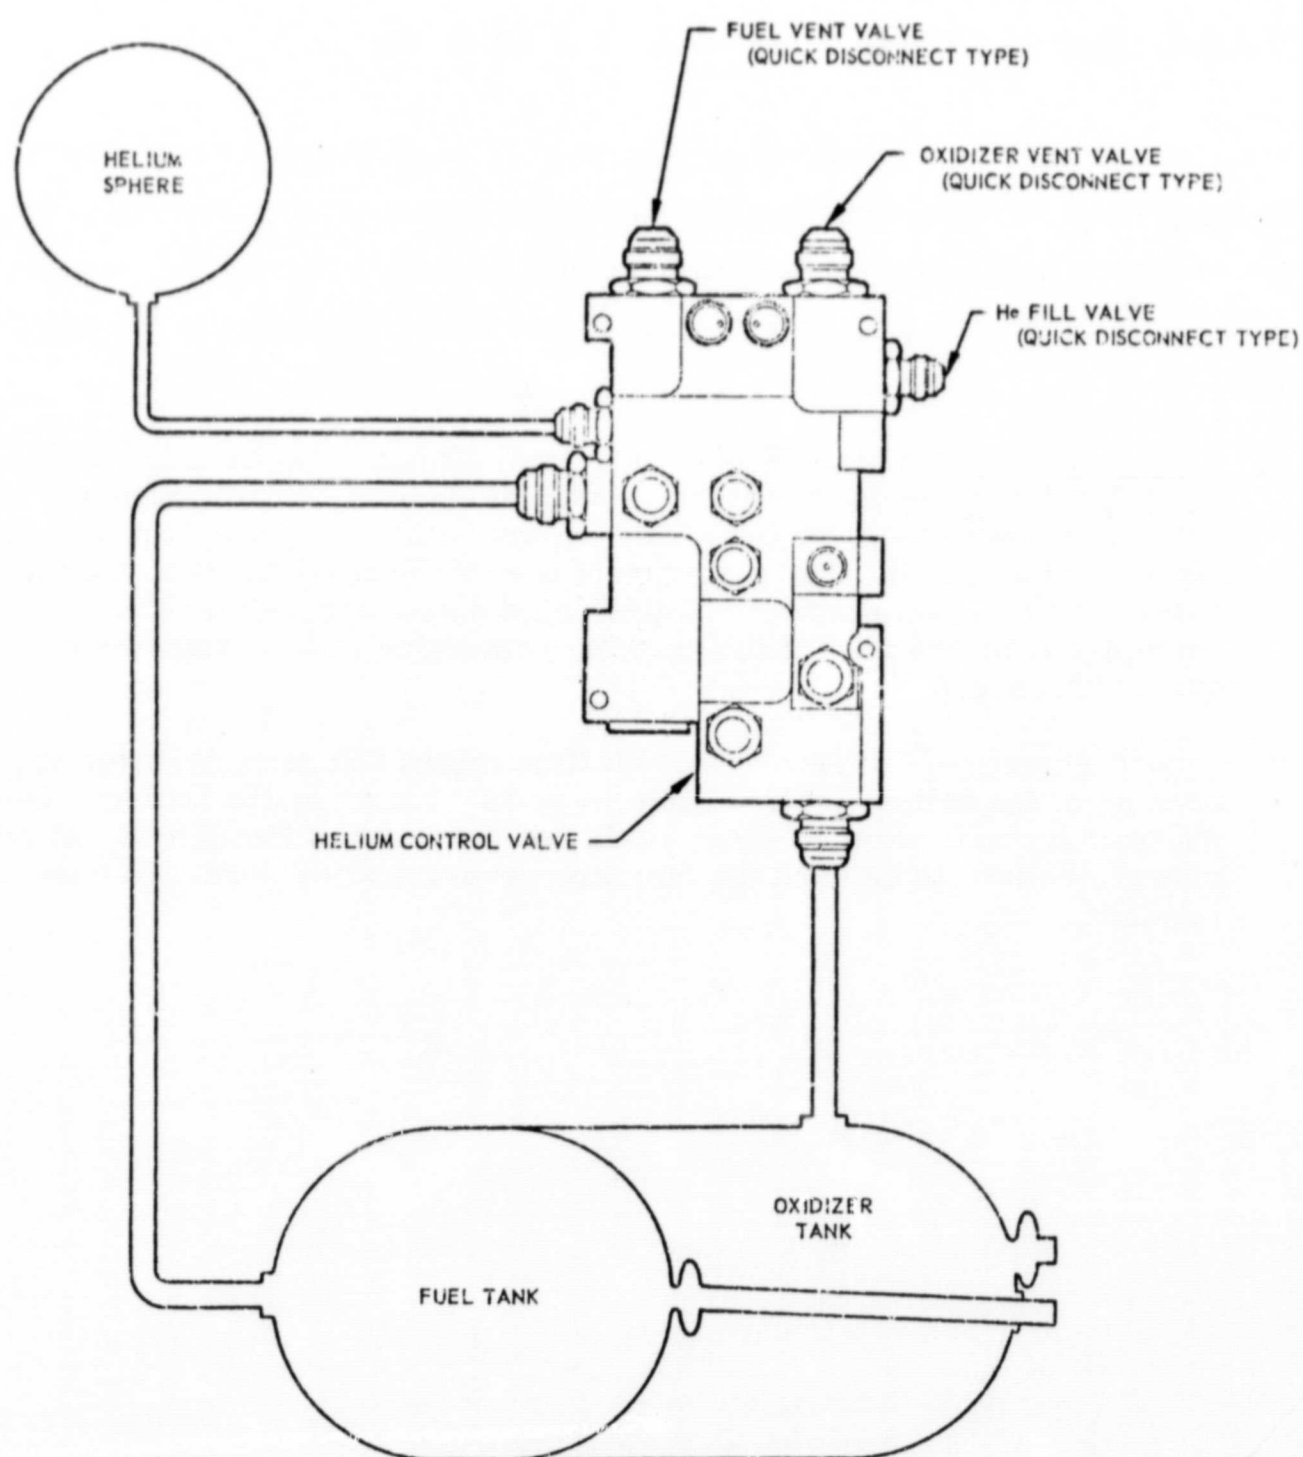 FUEL VENT VALVE
(QUICK DISCONNECT TYPE)
OXIDIZER VENT VALVE
(QUICK DISCONNECT TYPE)
HELIUM
SPHERE
He FILL VALVE
(QUICK DISCONNECT TYPE)
HELIUM CONTROL VALVE
OXIDIZER
TANK
FUEL TANK